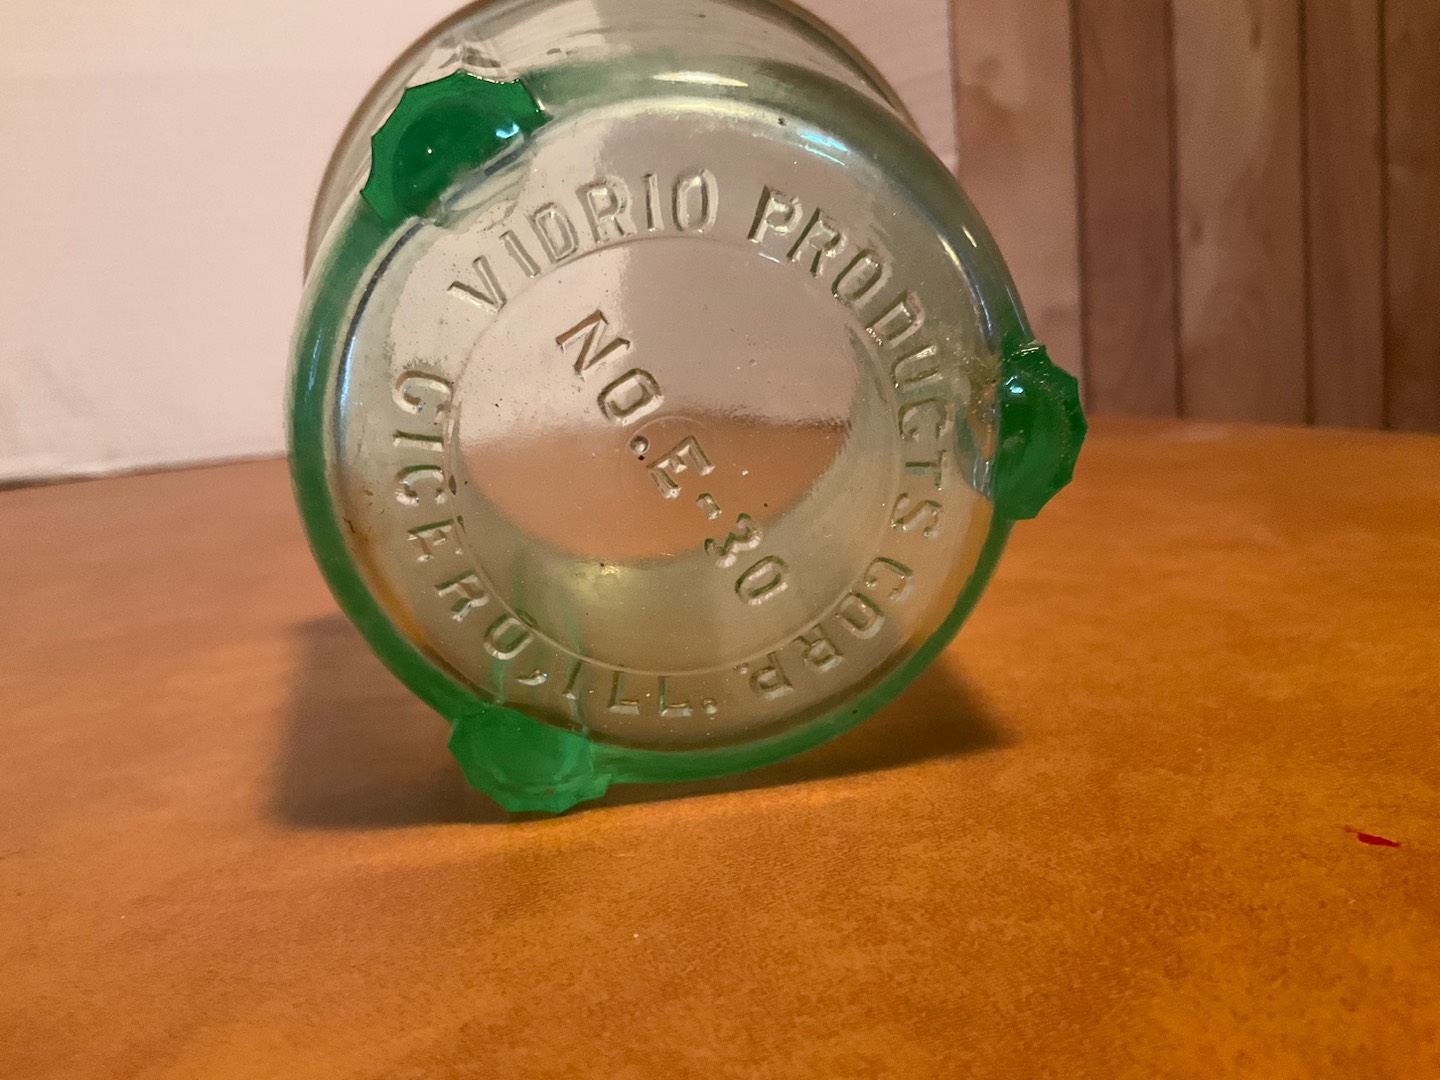 VIDRIO PRODUCTS CORP.
CICERO, ILL.
NO. E-30